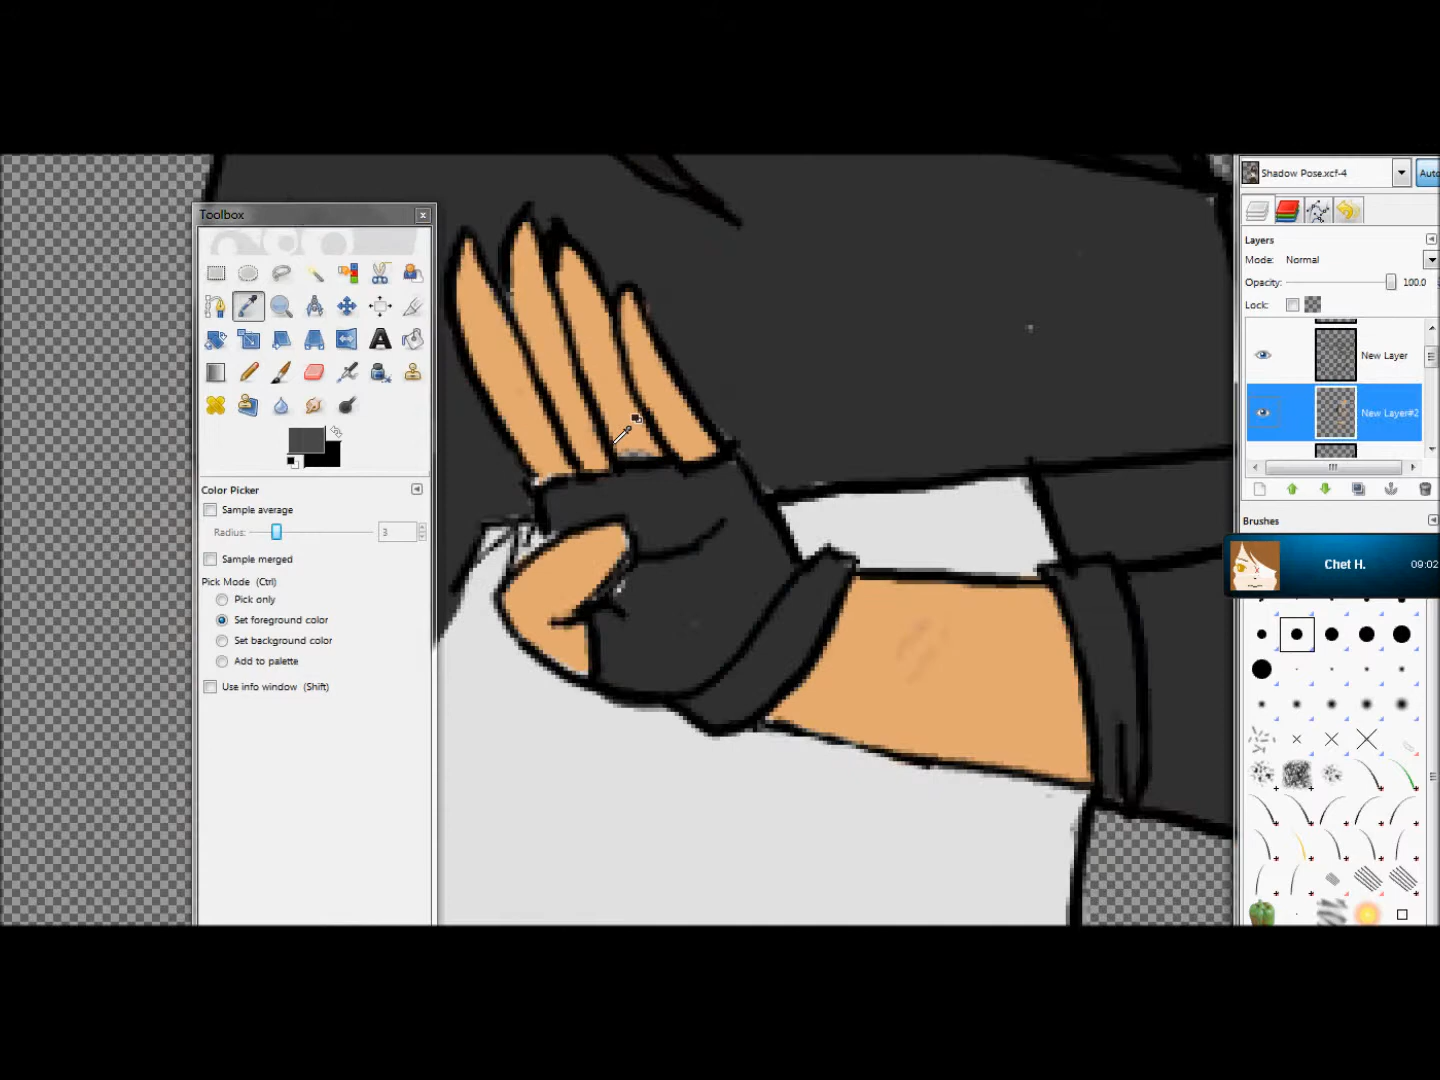 Toolbox
Color Picker
Sample average
Radius:
3
Sample merged
Pick Mode (Ctrl)
Pick only
Set foreground color
Set background color
Add to palette
Use info window (Shift)
Shadow Pose.xcf-4
Auto
Layers
Mode: Normal
Opacity: 100.0
Lock:
New Layer
New Layer#2
Brushes
Chet H. 09:02